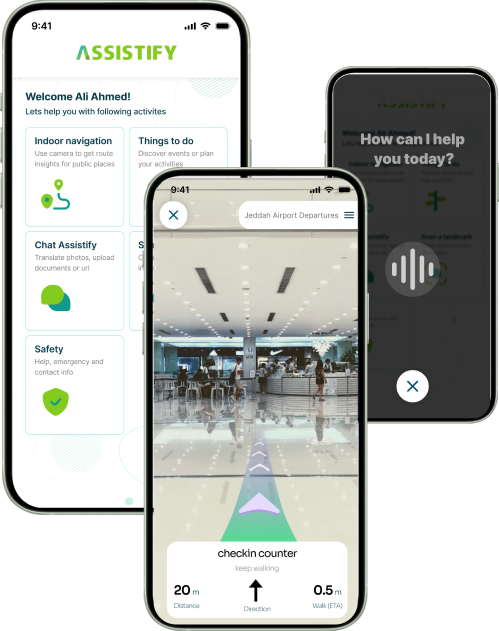 9:41
ASSISTIFY
Welcome Ali Ahmed!
Lets help you with following activites
Indoor navigation
Use camera to get route
insights for public places
Things to do
Discover events or plan
your activities
Chat Assistify
Translate photos, upload
documents or url
Safety
Help, emergency and
contact info
9:41
Jeddah Airport Departures
checkin counter
keep walking
20 m
Distance
Direction
0.5 m
Walk (ETA)
ASSISTIFY
How can I help
you today?
Scan a landmark